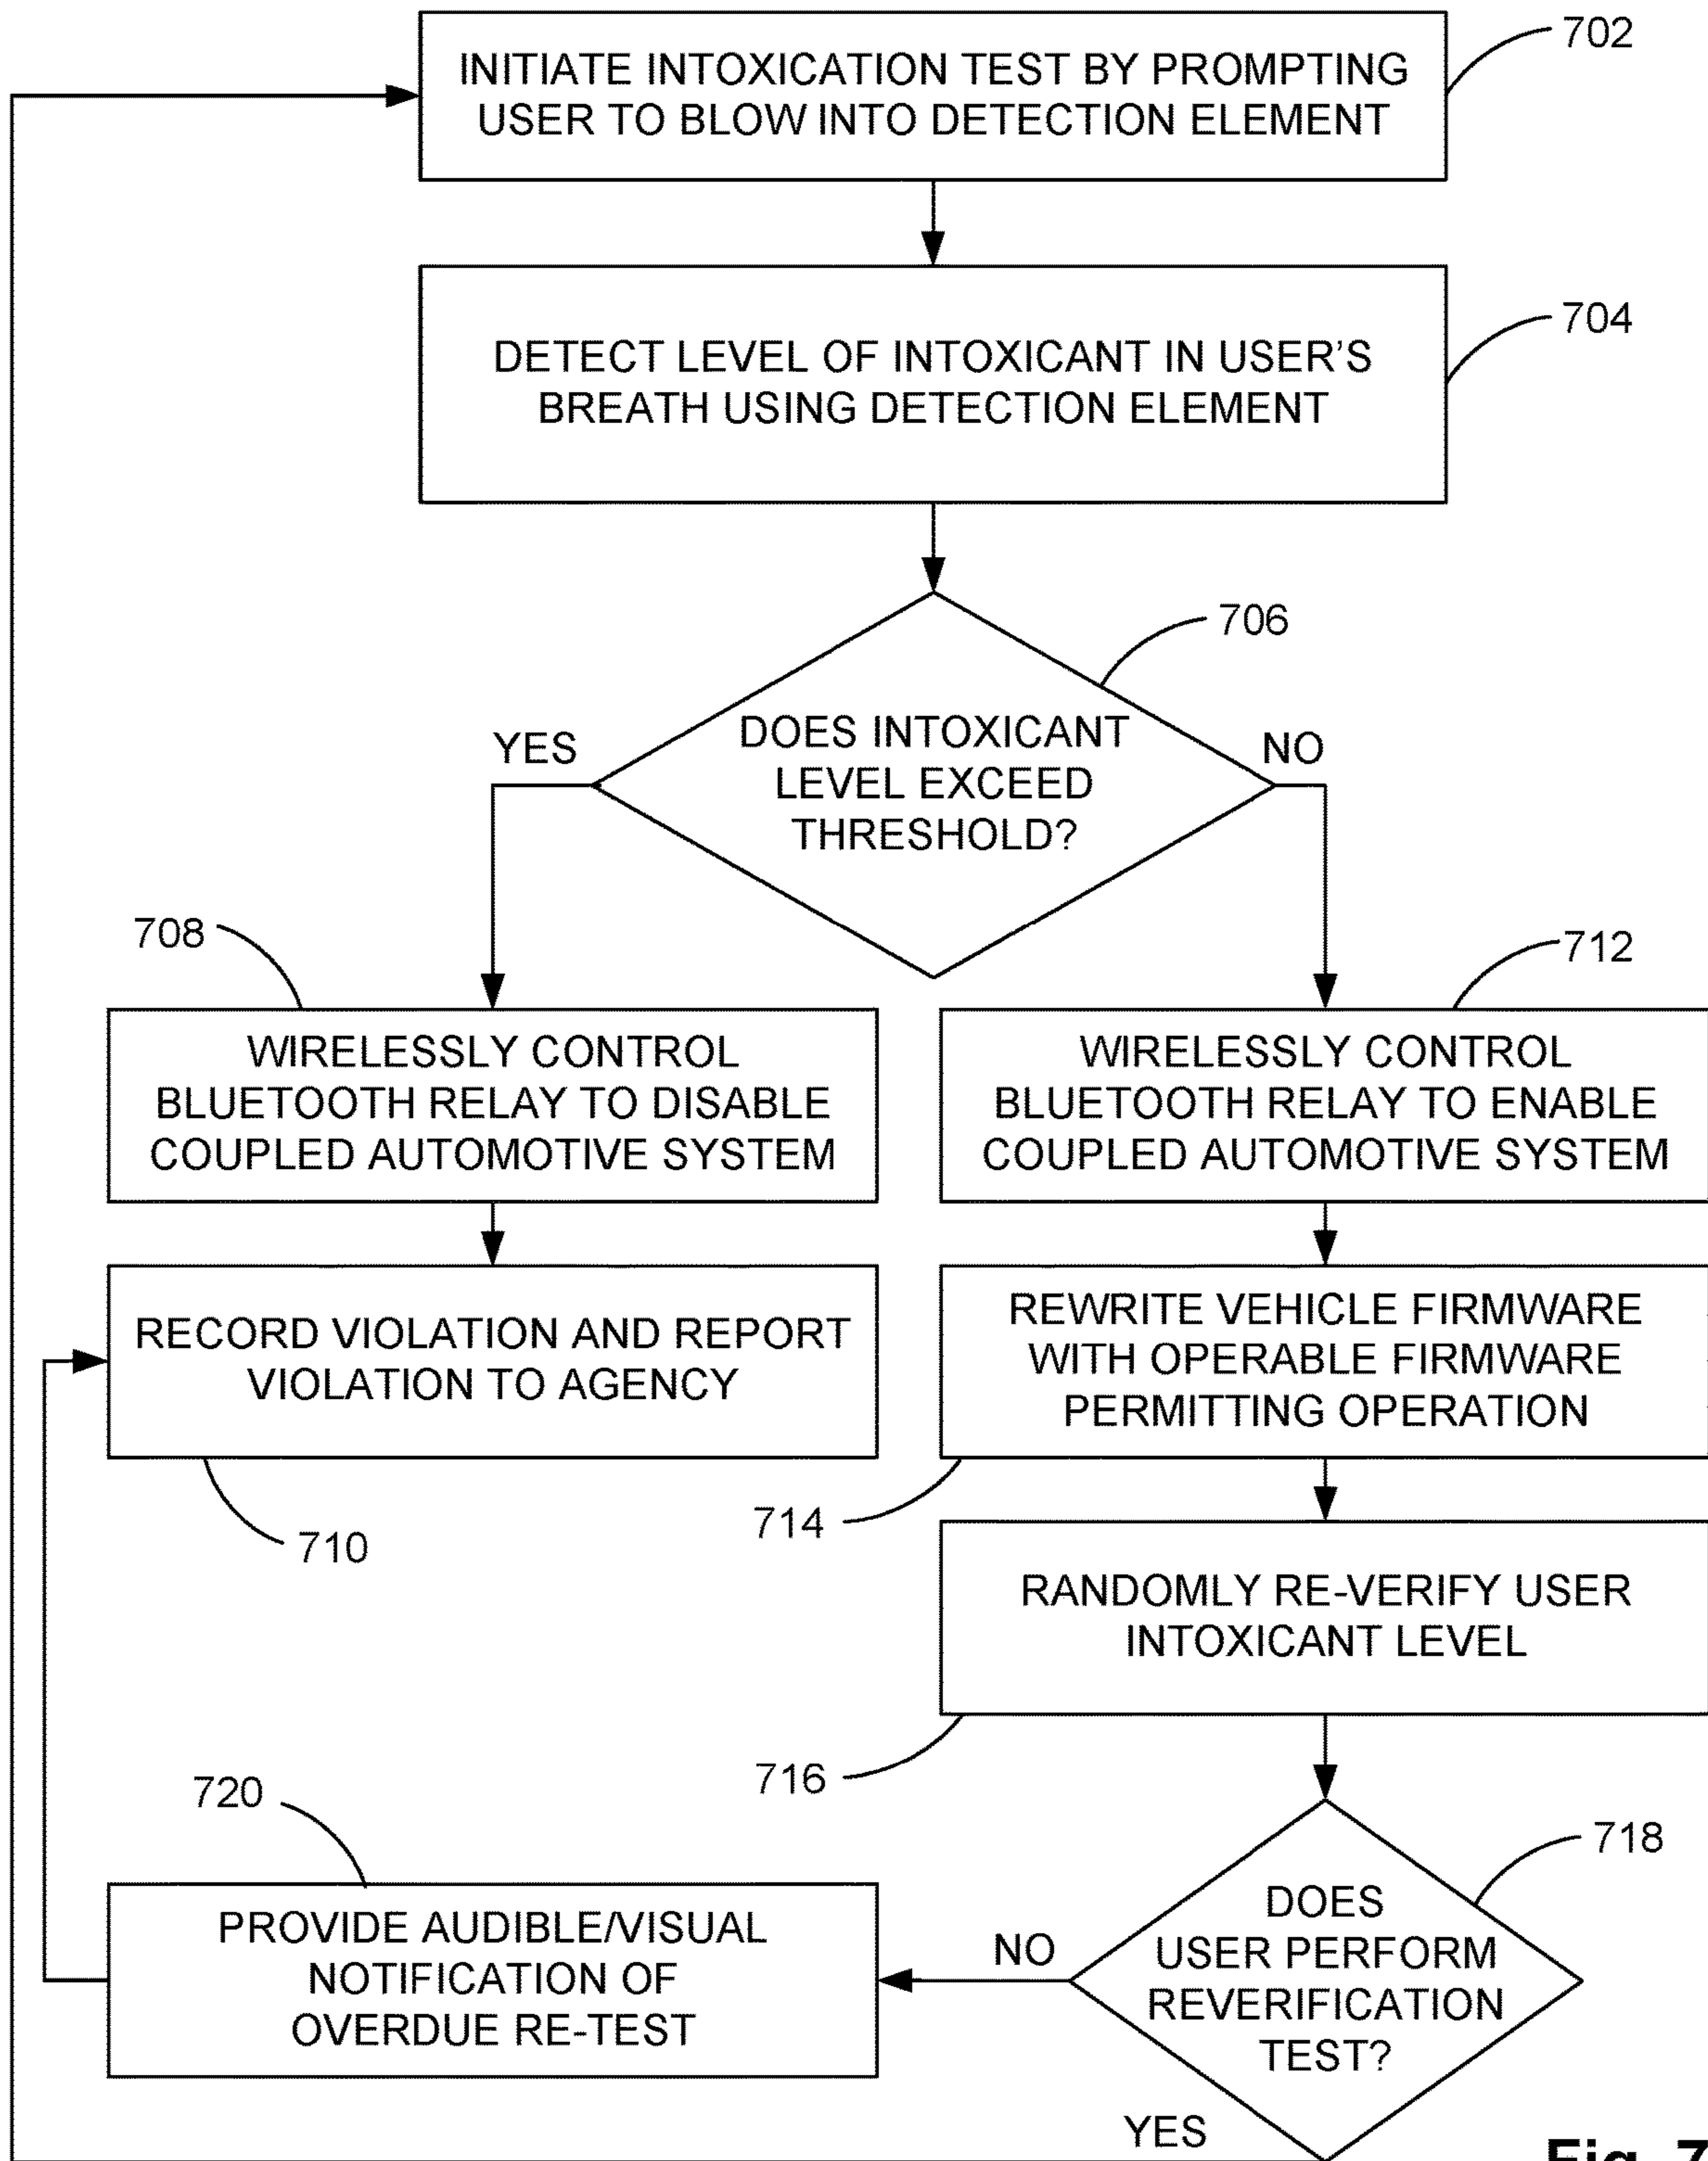 702
INITIATE INTOXICATION TEST BY PROMPTING
USER TO BLOW INTO DETECTION ELEMENT
704
DETECT LEVEL OF INTOXICANT IN USER'S
BREATH USING DETECTION ELEMENT
706
DOES INTOXICANT
LEVEL EXCEED
THRESHOLD?
YES
NO
708
WIRELESSLY CONTROL
BLUETOOTH RELAY TO DISABLE
COUPLED AUTOMOTIVE SYSTEM
712
WIRELESSLY CONTROL
BLUETOOTH RELAY TO ENABLE
COUPLED AUTOMOTIVE SYSTEM
RECORD VIOLATION AND REPORT
VIOLATION TO AGENCY
710
REWRITE VEHICLE FIRMWARE
WITH OPERABLE FIRMWARE
PERMITTING OPERATION
714
RANDOMLY RE-VERIFY USER
INTOXICANT LEVEL
716
718
DOES
USER PERFORM
REVERIFICATION
TEST?
NO
YES
720
PROVIDE AUDIBLE/VISUAL
NOTIFICATION OF
OVERDUE RE-TEST
Fig. 7